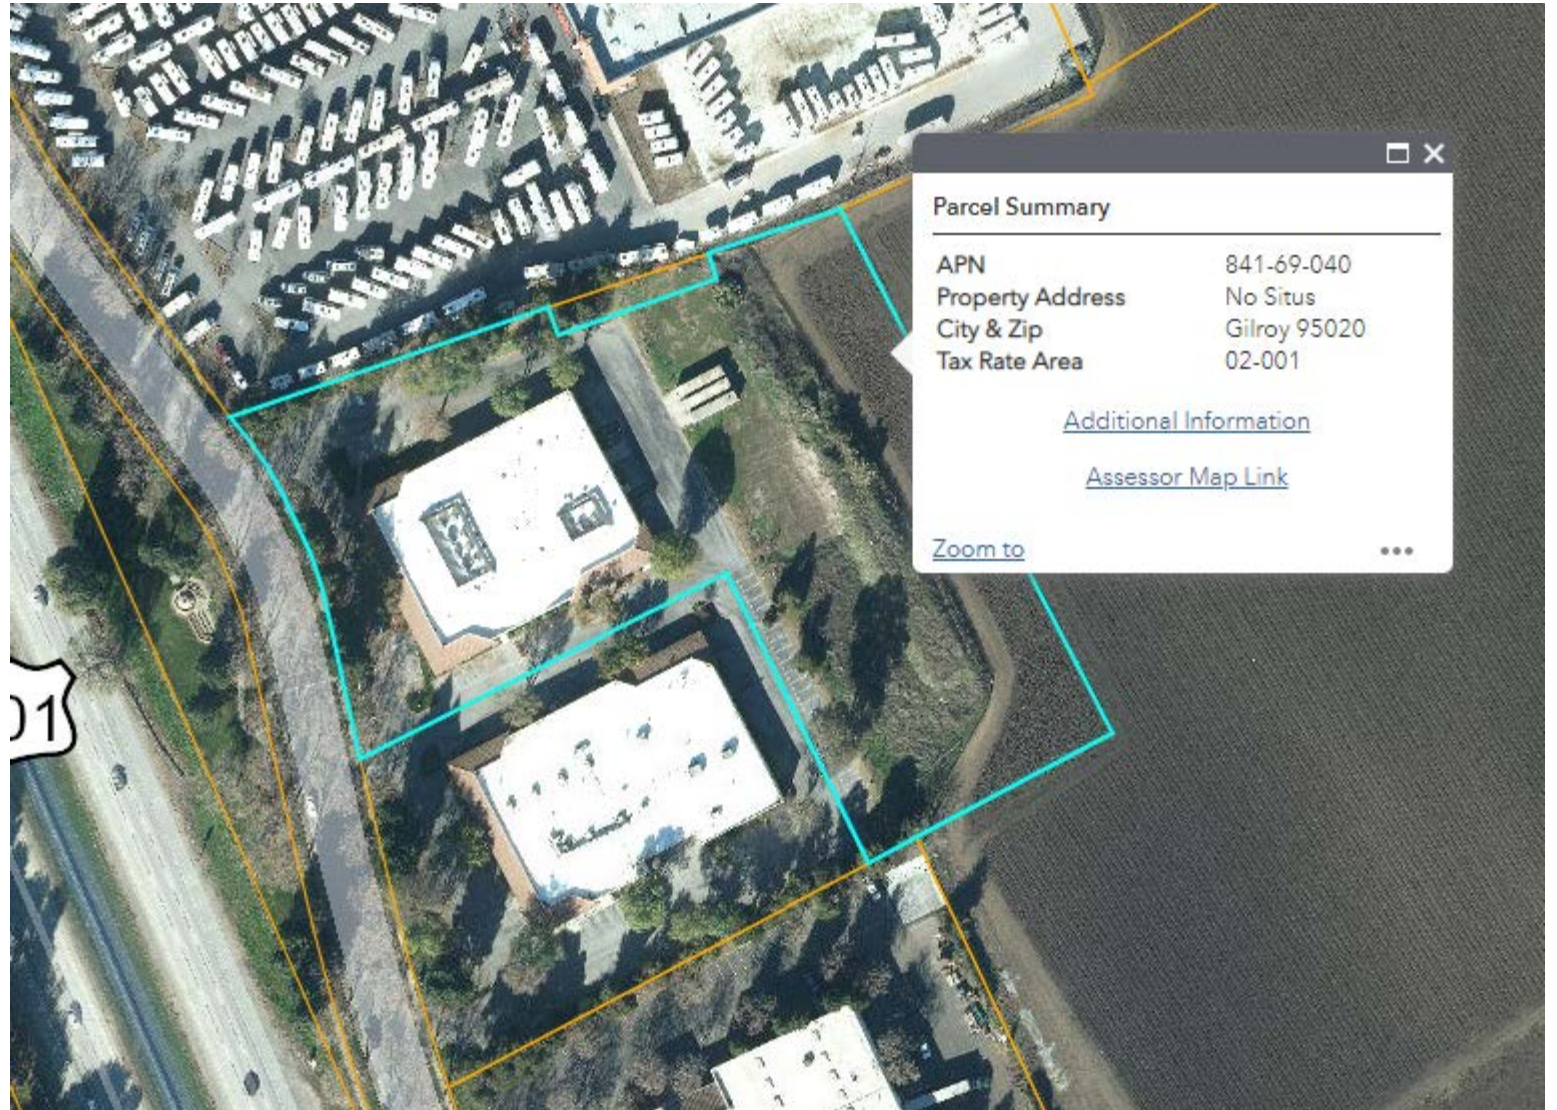 Parcel Summary
APN 841-69-040
Property Address No Situs
City & Zip Gilroy 95020
Tax Rate Area 02-001
Additional Information
Assessor Map Link
Zoom to
01